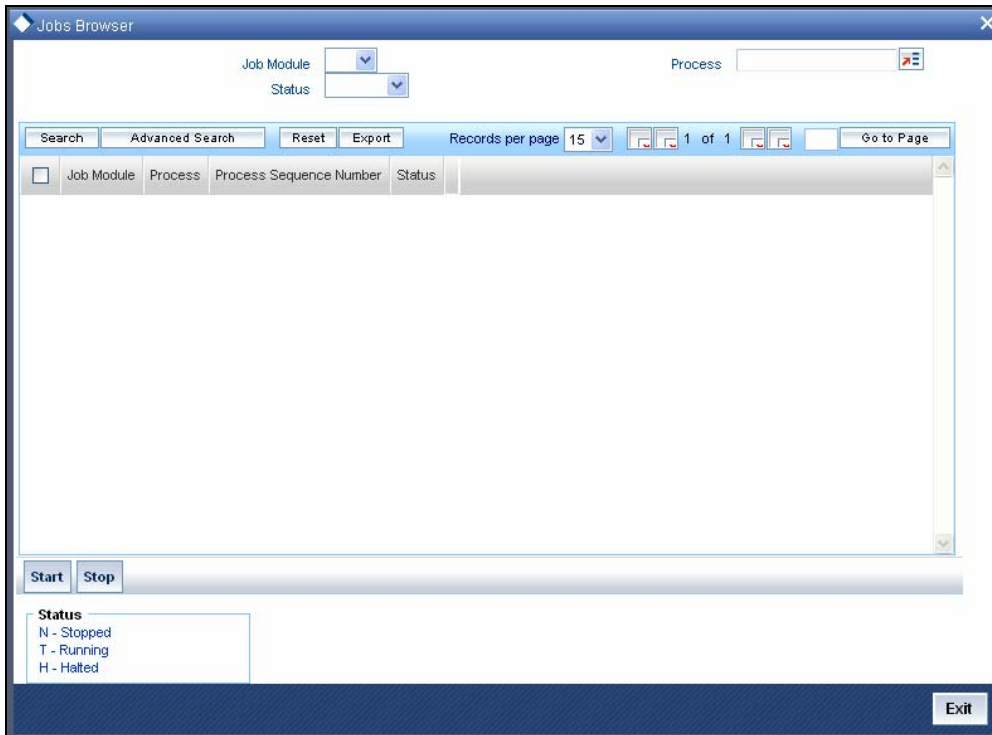 Jobs Browser
Job Module
Process
Status
Search Advanced Search Reset Export Records per page 15 1 of 1 Go to Page
Job Module Process Process Sequence Number Status
Start Stop
Status
N - Stopped
T - Running
H - Halted
Exit